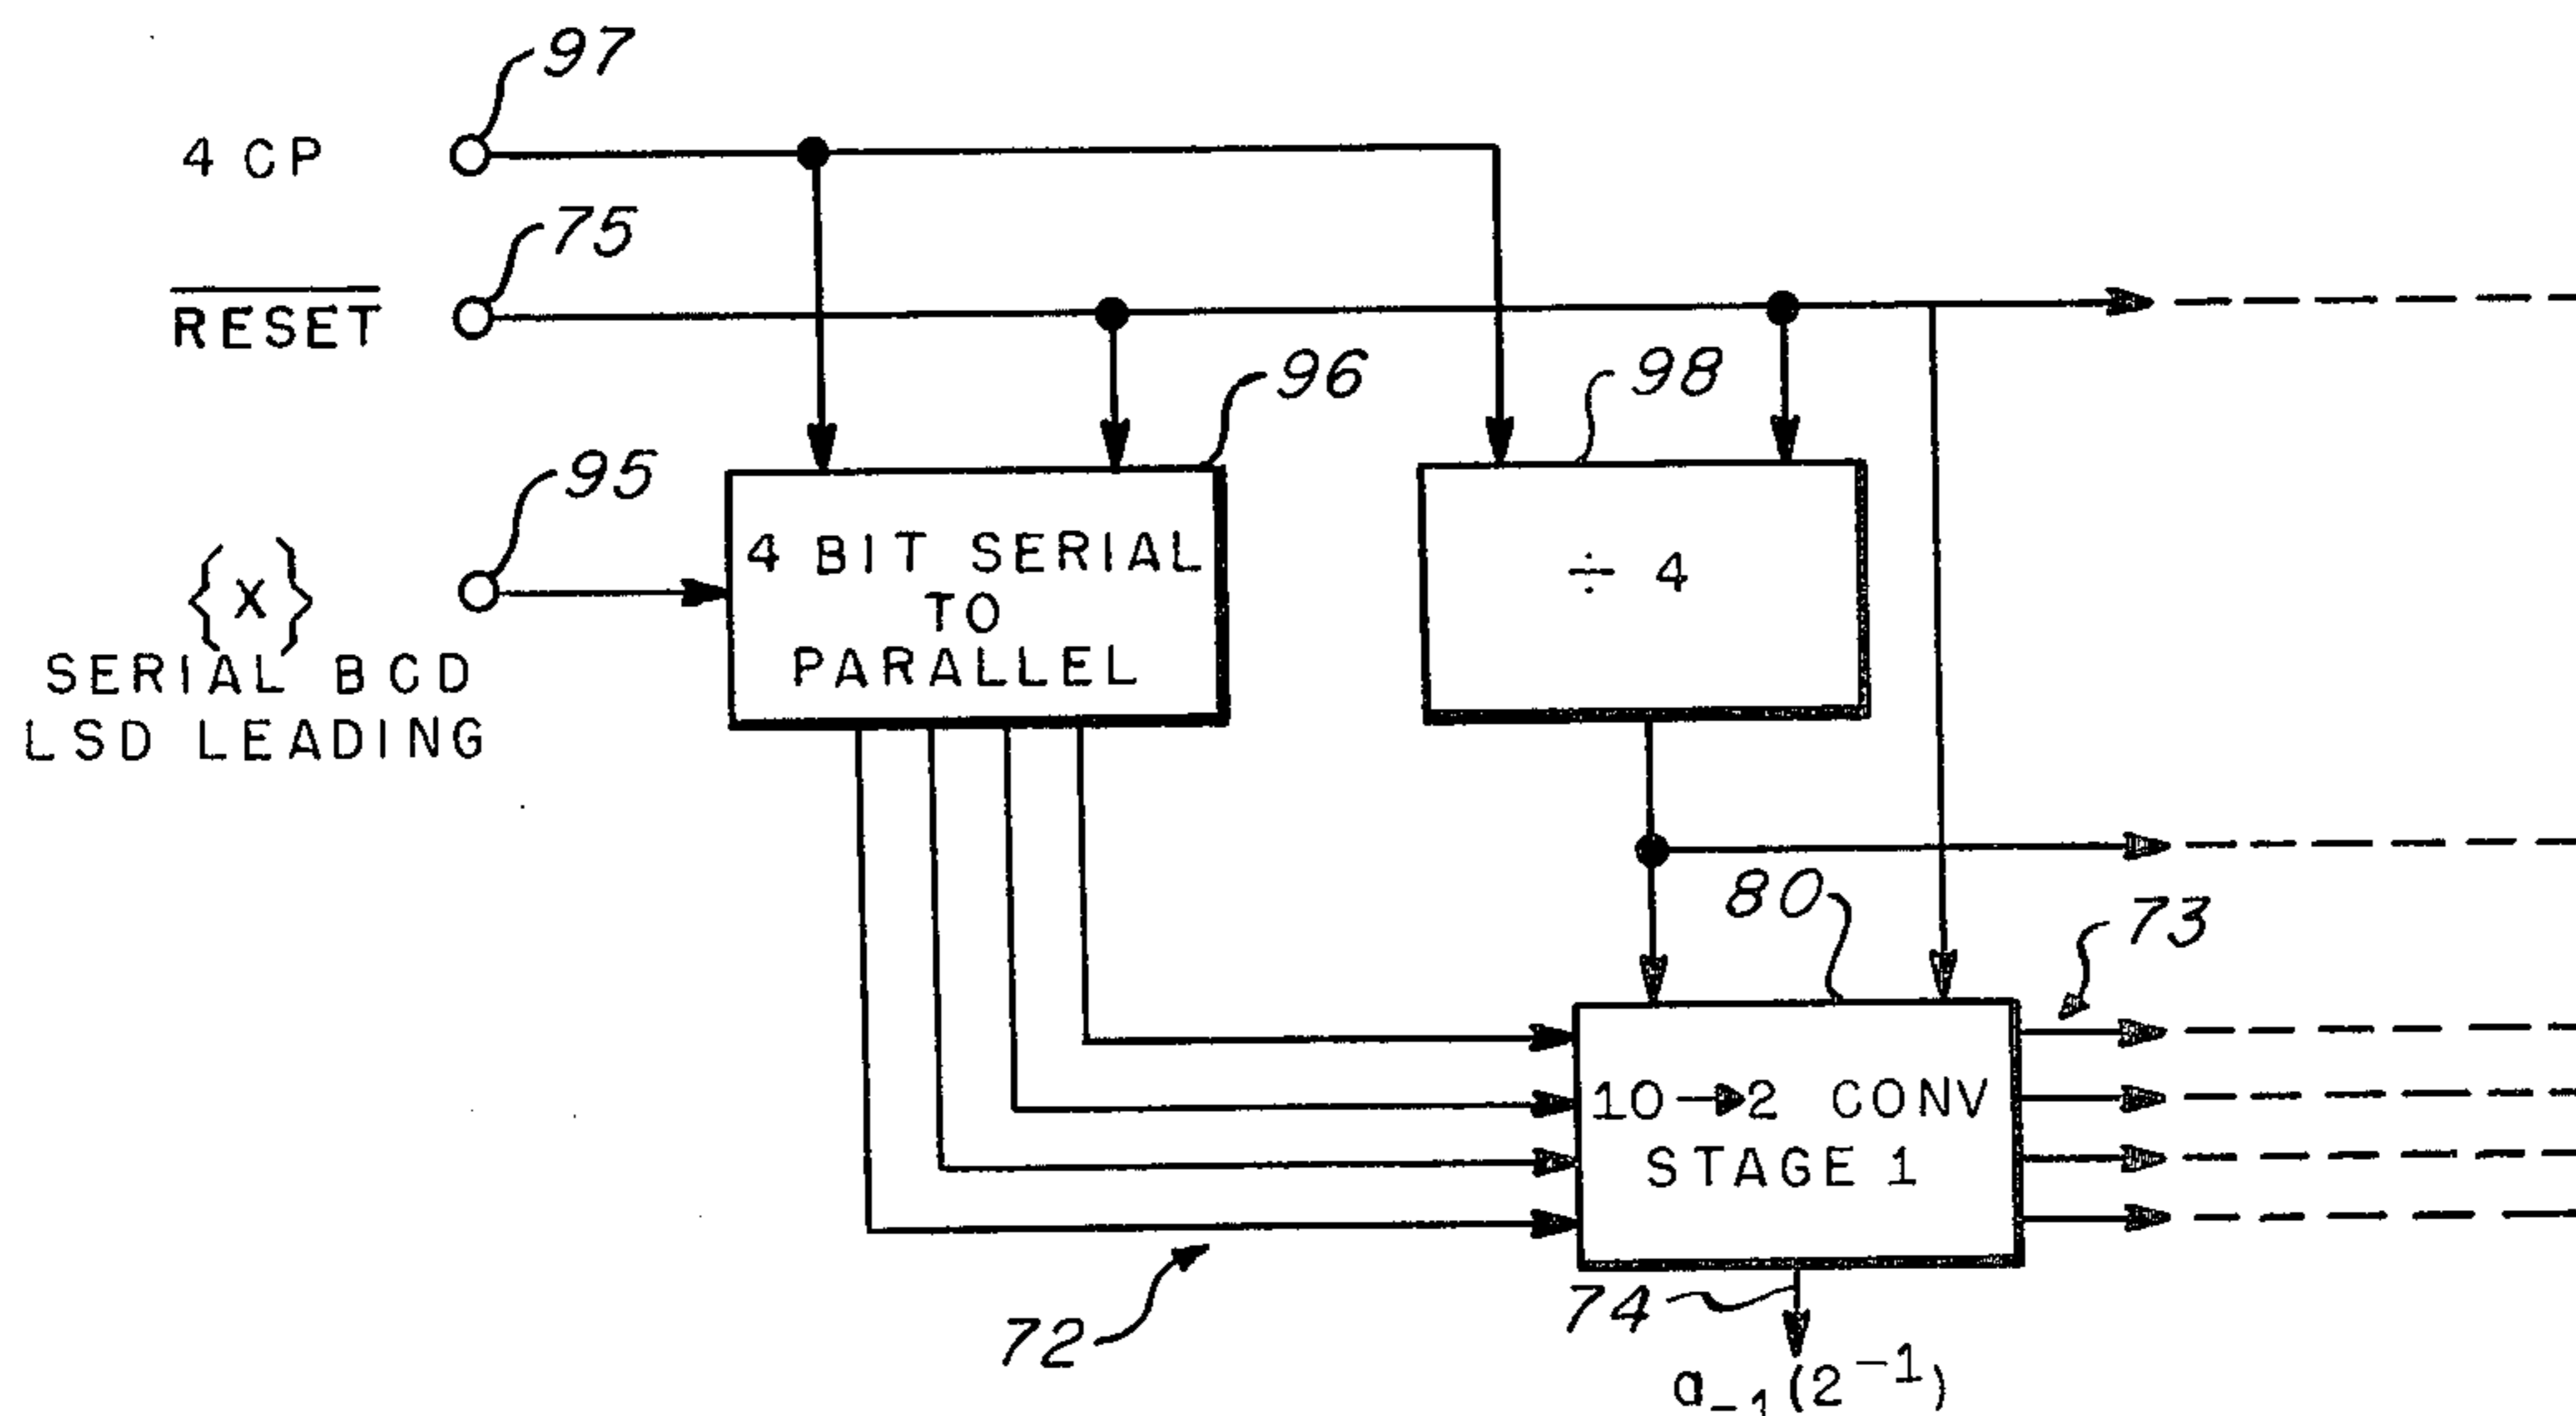 97
4 CP
75
RESET
96
98
95
4 BIT SERIAL
TO
PARALLEL
÷ 4
{x}
SERIAL BCD
LSD LEADING
80
73
10→2 CONV
STAGE 1
74
72
a₋₁(2⁻¹)